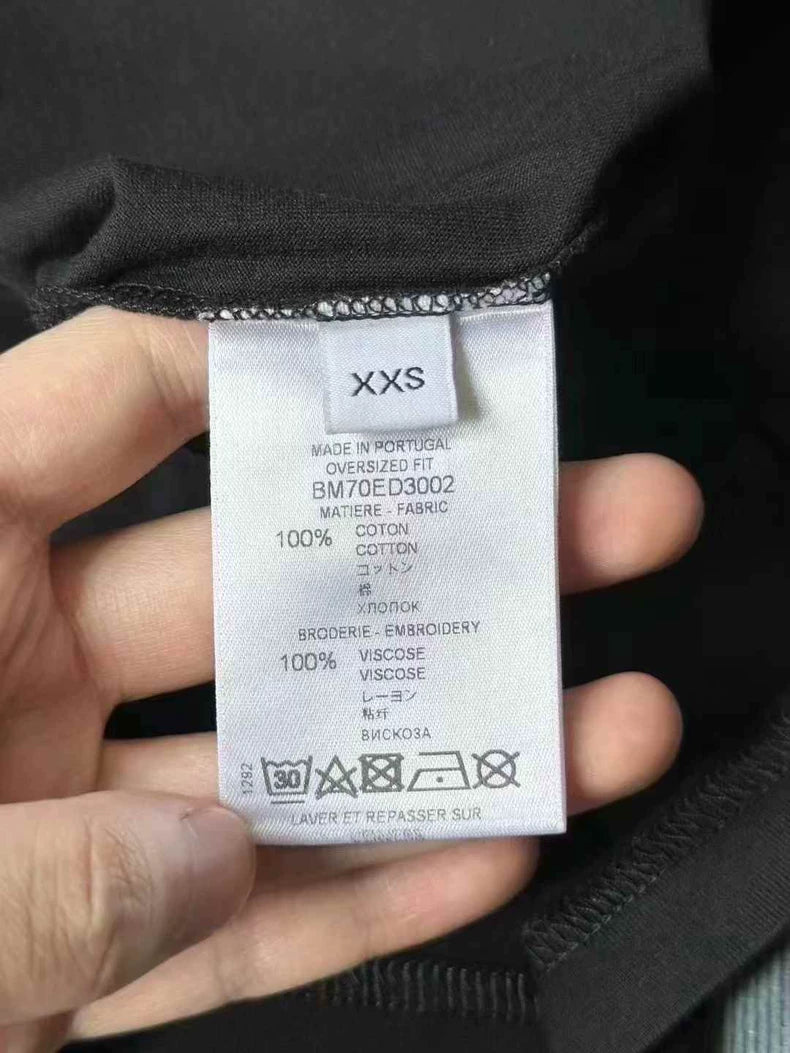 XXS
MADE IN PORTUGAL
OVERSIZED FIT
BM70ED3002
MATIERE - FABRIC
100% COTON
COTTON
コットン
棉
ХЛОПОК
BRODERIE - EMBROIDERY
100% VISCOSE
VISCOSE
レーヨン
粘纤
ВИСКОЗА
1292
30
LAVER ET REPASSER SUR